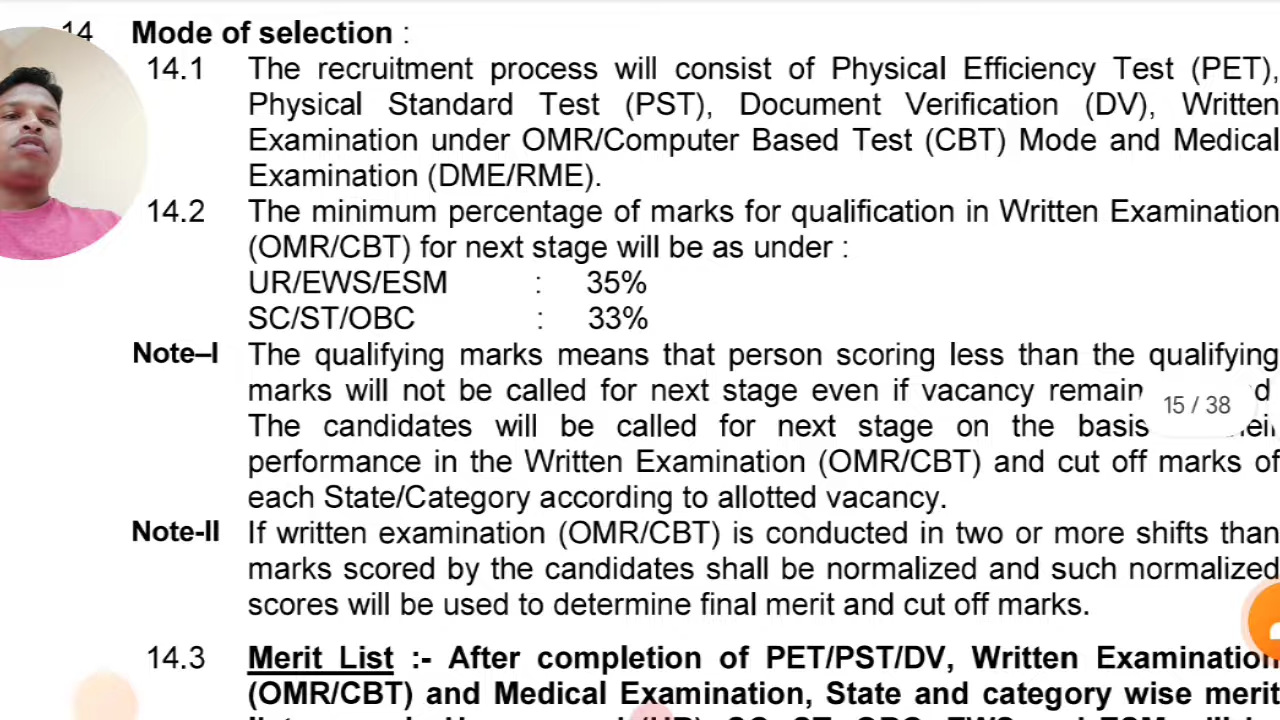 14 Mode of selection :
14.1 The recruitment process will consist of Physical Efficiency Test (PET),
Physical Standard Test (PST), Document Verification (DV), Written
Examination under OMR/Computer Based Test (CBT) Mode and Medical
Examination (DME/RME).
14.2 The minimum percentage of marks for qualification in Written Examination
(OMR/CBT) for next stage will be as under :
UR/EWS/ESM : 35%
SC/ST/OBC : 33%
Note–I The qualifying marks means that person scoring less than the qualifying
marks will not be called for next stage even if vacancy remain
15 / 38
The candidates will be called for next stage on the basis
performance in the Written Examination (OMR/CBT) and cut off marks of
each State/Category according to allotted vacancy.
Note-II If written examination (OMR/CBT) is conducted in two or more shifts than
marks scored by the candidates shall be normalized and such normalized
scores will be used to determine final merit and cut off marks.
14.3 Merit List :- After completion of PET/PST/DV, Written Examination
(OMR/CBT) and Medical Examination, State and category wise merit